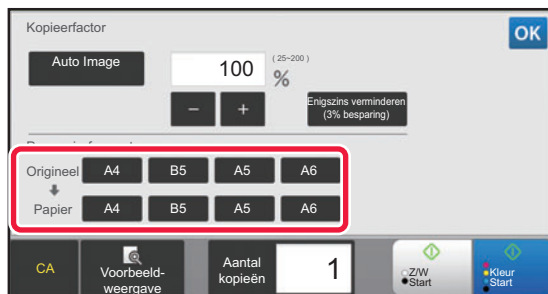 Kopieerfactor
OK
Auto Image
100
(25~200)
%
−
+
Enigszins verminderen
(3% besparing)
Origineel
A4
B5
A5
A6
Papier
A4
B5
A5
A6
CA
Voorbeeld-
weergave
Aantal
kopieën
1
Z/W
Start
Kleur
Start